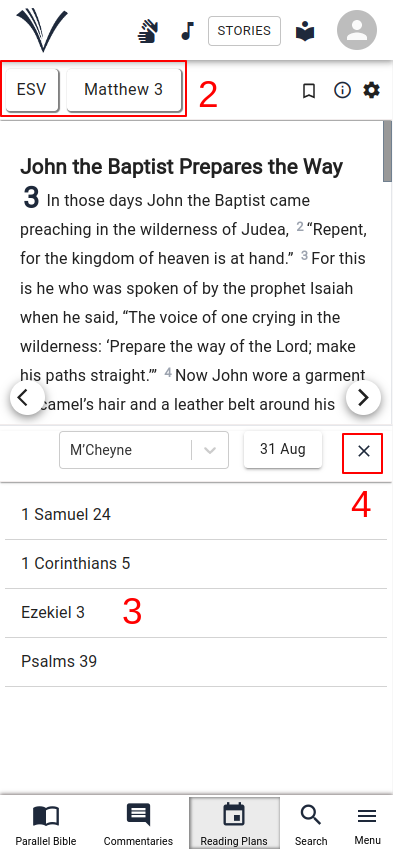 STORIES
ESV Matthew 3 2
John the Baptist Prepares the Way
3 In those days John the Baptist came
preaching in the wilderness of Judea, 2 “Repent,
for the kingdom of heaven is at hand.” 3 For this
is he who was spoken of by the prophet Isaiah
when he said, “The voice of one crying in the
wilderness: ‘Prepare the way of the Lord; make
his paths straight.’” 4 Now John wore a garment
camel’s hair and a leather belt around his
M’Cheyne 31 Aug
4
1 Samuel 24
1 Corinthians 5
Ezekiel 3 3
Psalms 39
Parallel Bible Commentaries Reading Plans Search Menu